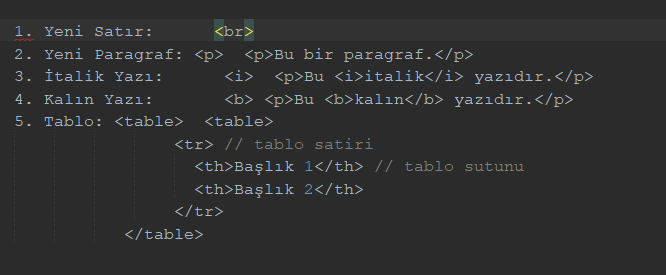 1. Yeni Satır: <br>
2. Yeni Paragraf: <p> <p>Bu bir paragraf.</p>
3. İtalik Yazı: <i> <p>Bu <i>italik</i> yazıdır.</p>
4. Kalın Yazı: <b> <p>Bu <b>kalın</b> yazıdır.</p>
5. Tablo: <table> <table>
<tr> // tablo satiri
<th>Başlık 1</th> // tablo sutunu
<th>Başlık 2</th>
</tr>
</table>